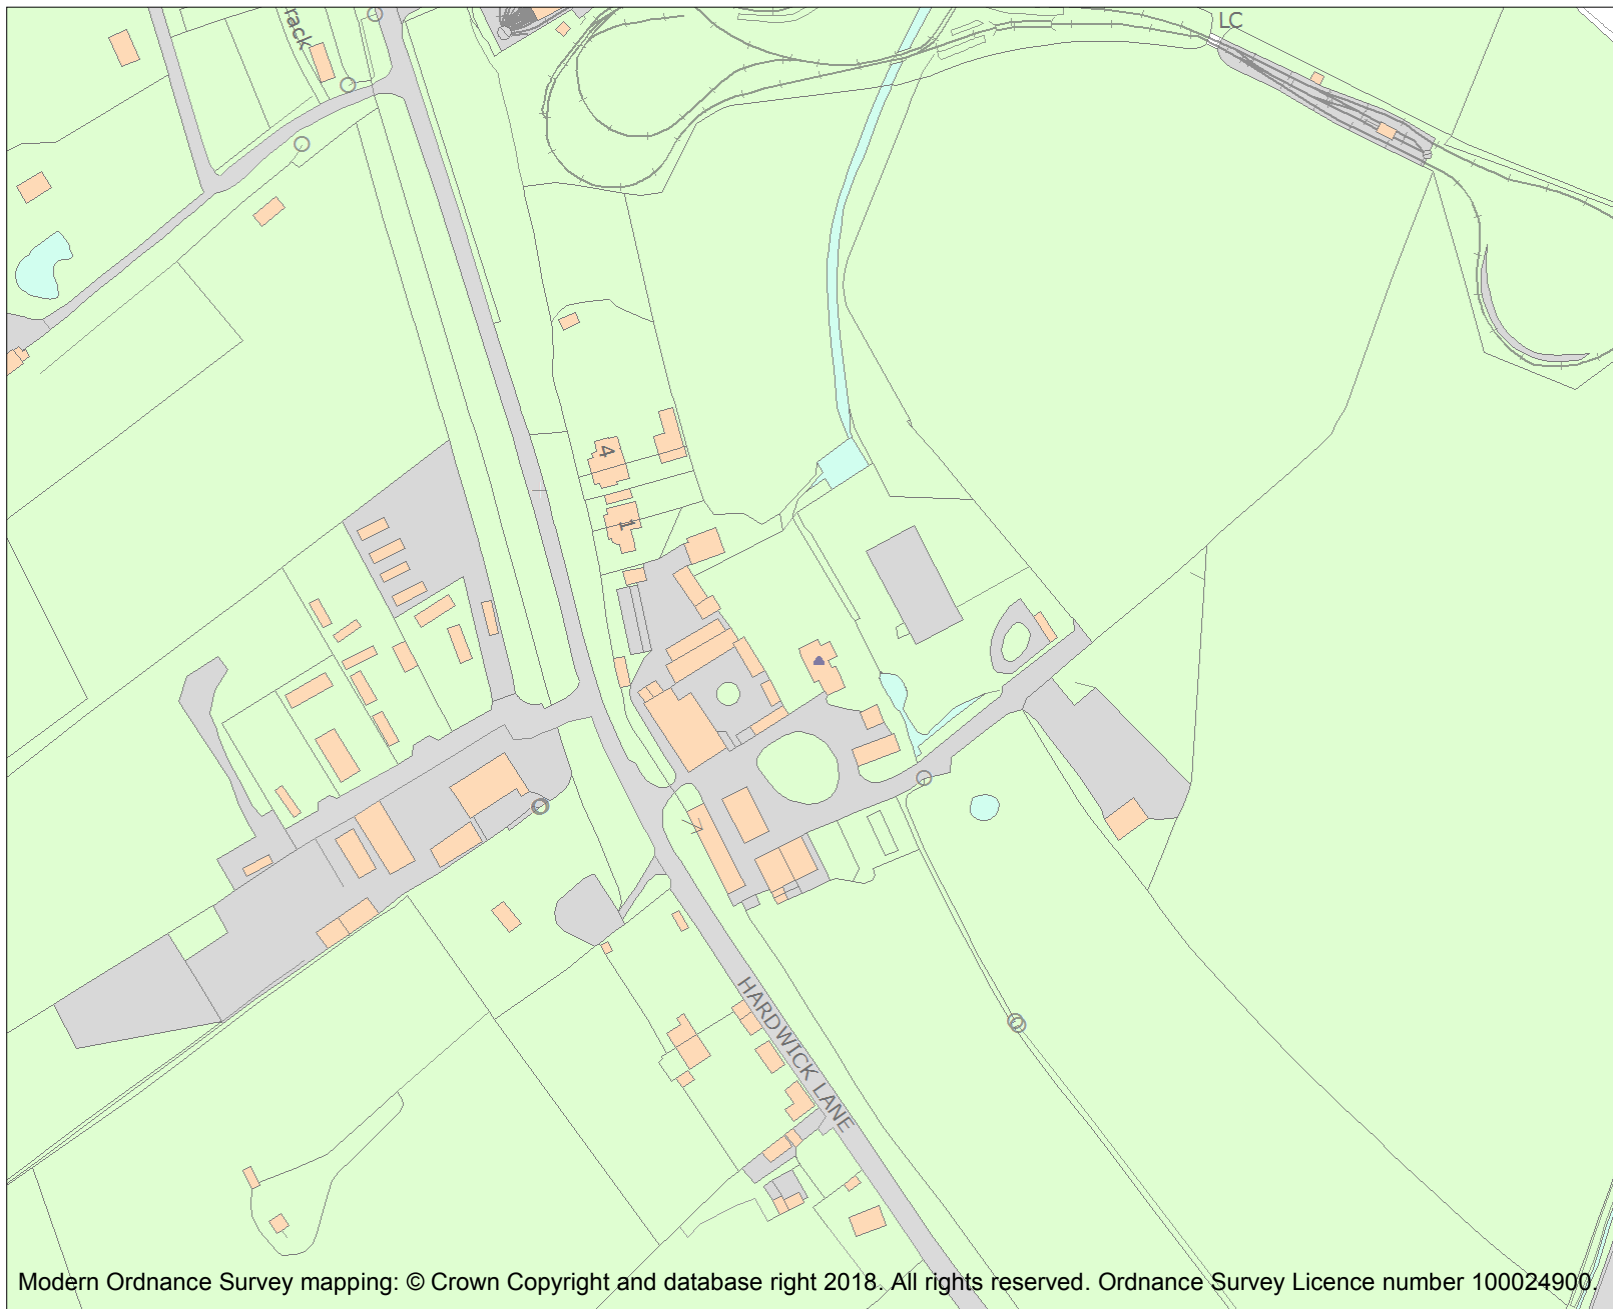 rack
LC
4
1
HARDWICK LANE
Modern Ordnance Survey mapping: © Crown Copyright and database right 2018. All rights reserved. Ordnance Survey Licence number 100024900.